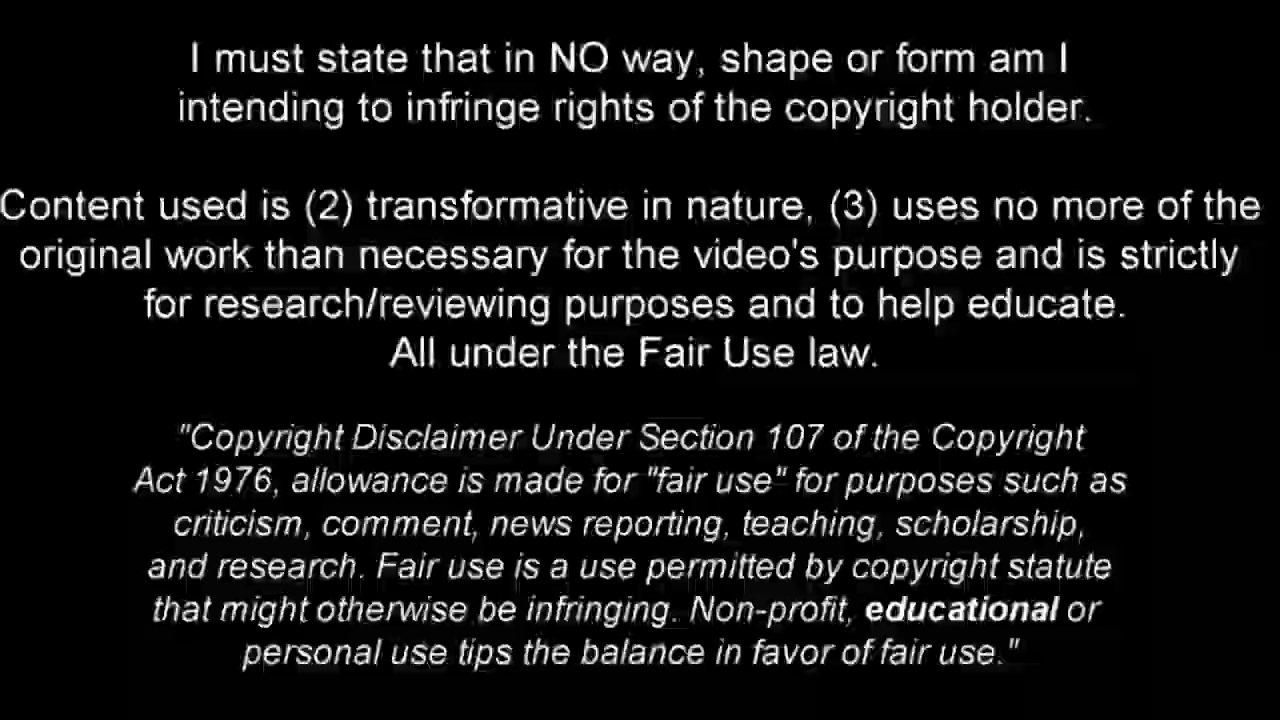 I must state that in NO way, shape or form am I
intending to infringe rights of the copyright holder.
Content used is (2) transformative in nature, (3) uses no more of the
original work than necessary for the video's purpose and is strictly
for research/reviewing purposes and to help educate.
All under the Fair Use law.
"Copyright Disclaimer Under Section 107 of the Copyright
Act 1976, allowance is made for "fair use" for purposes such as
criticism, comment, news reporting, teaching, scholarship,
and research. Fair use is a use permitted by copyright statute
that might otherwise be infringing. Non-profit, educational or
personal use tips the balance in favor of fair use."